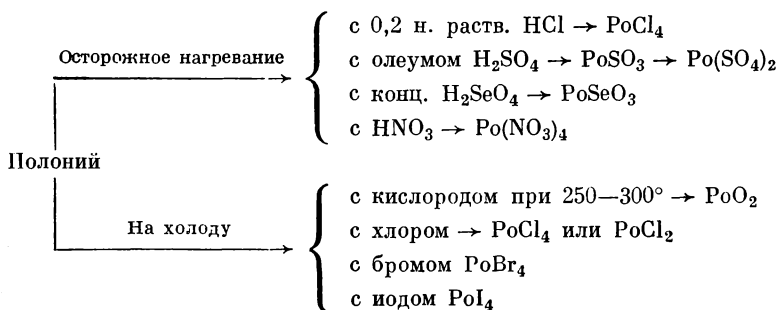 с 0,2 н. раств. HCl → PoCl₄
Осторожное нагревание
с олеумом H₂SO₄ → PoSO₃ → Po(SO₄)₂
с конц. H₂SeO₄ → PoSeO₃
с HNO₃ → Po(NO₃)₄
Полоний
с кислородом при 250—300° → PoO₂
На холоду
с хлором → PoCl₄ или PoCl₂
с бромом PoBr₄
с иодом PoI₄